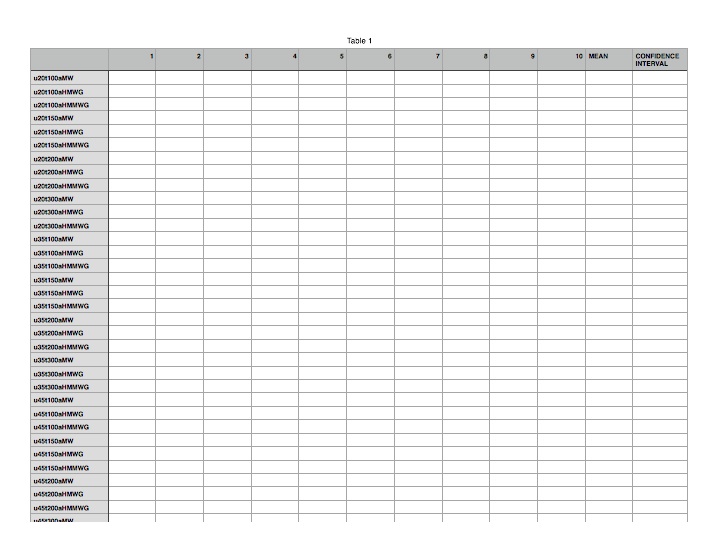 Table 1
1 2 3 4 5 6 7 8 9 10 MEAN CONFIDENCE INTERVAL
u20t100aMW
u20t100aHMWG
u20t100aHMMWG
u20t150aMW
u20t150aHMWG
u20t150aHMMWG
u20t200aMW
u20t200aHMWG
u20t200aHMMWG
u20t300aMW
u20t300aHMWG
u20t300aHMMWG
u35t100aMW
u35t100aHMWG
u35t100aHMMWG
u35t150aMW
u35t150aHMWG
u35t150aHMMWG
u35t200aMW
u35t200aHMWG
u35t200aHMMWG
u35t300aMW
u35t300aHMWG
u35t300aHMMWG
u45t100aMW
u45t100aHMWG
u45t100aHMMWG
u45t150aMW
u45t150aHMWG
u45t150aHMMWG
u45t200aMW
u45t200aHMWG
u45t200aHMMWG
u45t300aMW